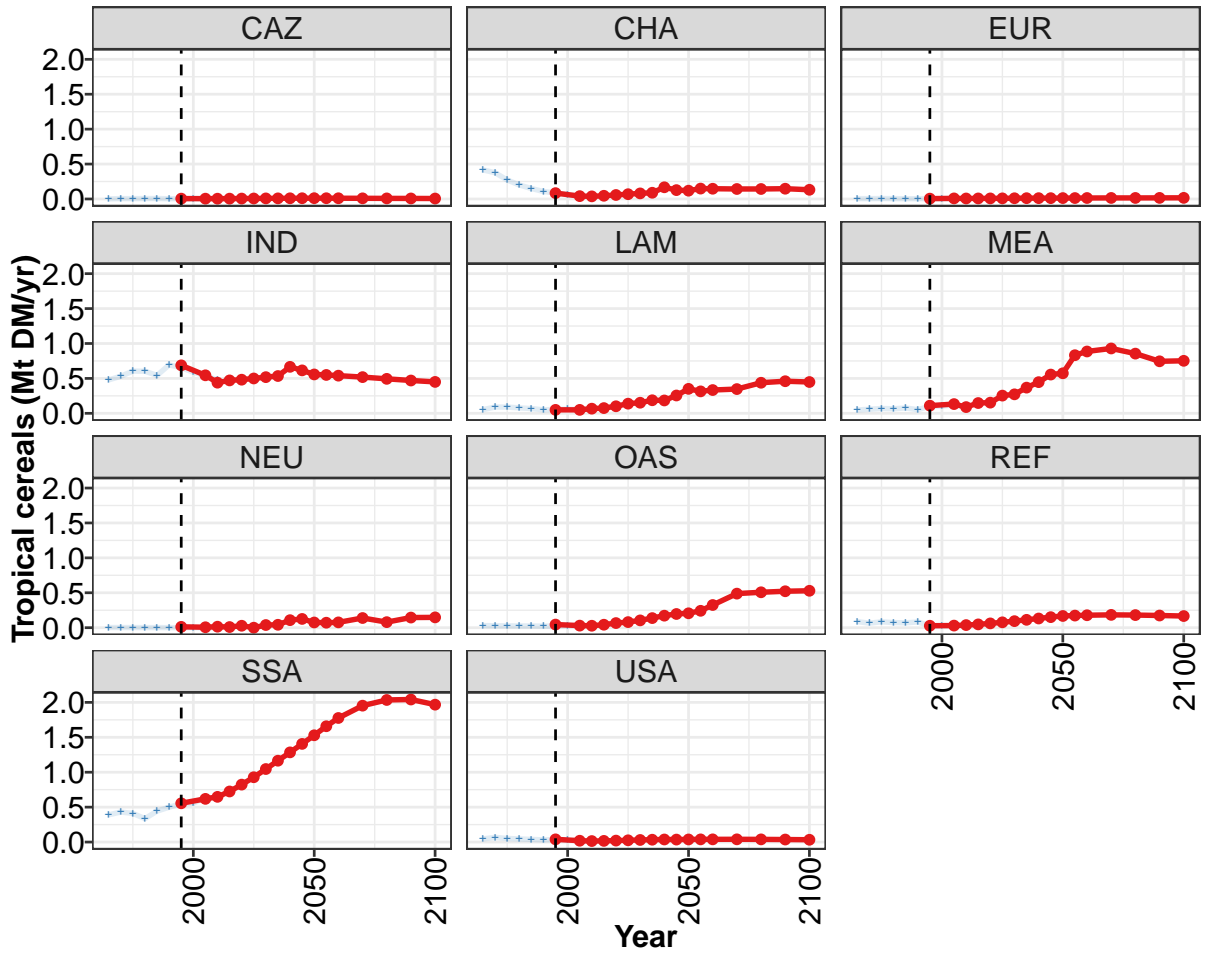 CAZ CHA EUR
2.0
1.5
1.0
0.5
0.0
IND LAM MEA
2.0
1.5
1.0
0.5
0.0
NEU OAS REF
2.0
1.5
1.0
0.5
0.0
2000 2050 2100
SSA USA
2.0
1.5
1.0
0.5
0.0
2000 2050 2100 2000 2050 2100
Tropical cereals (Mt DM/yr)
Year